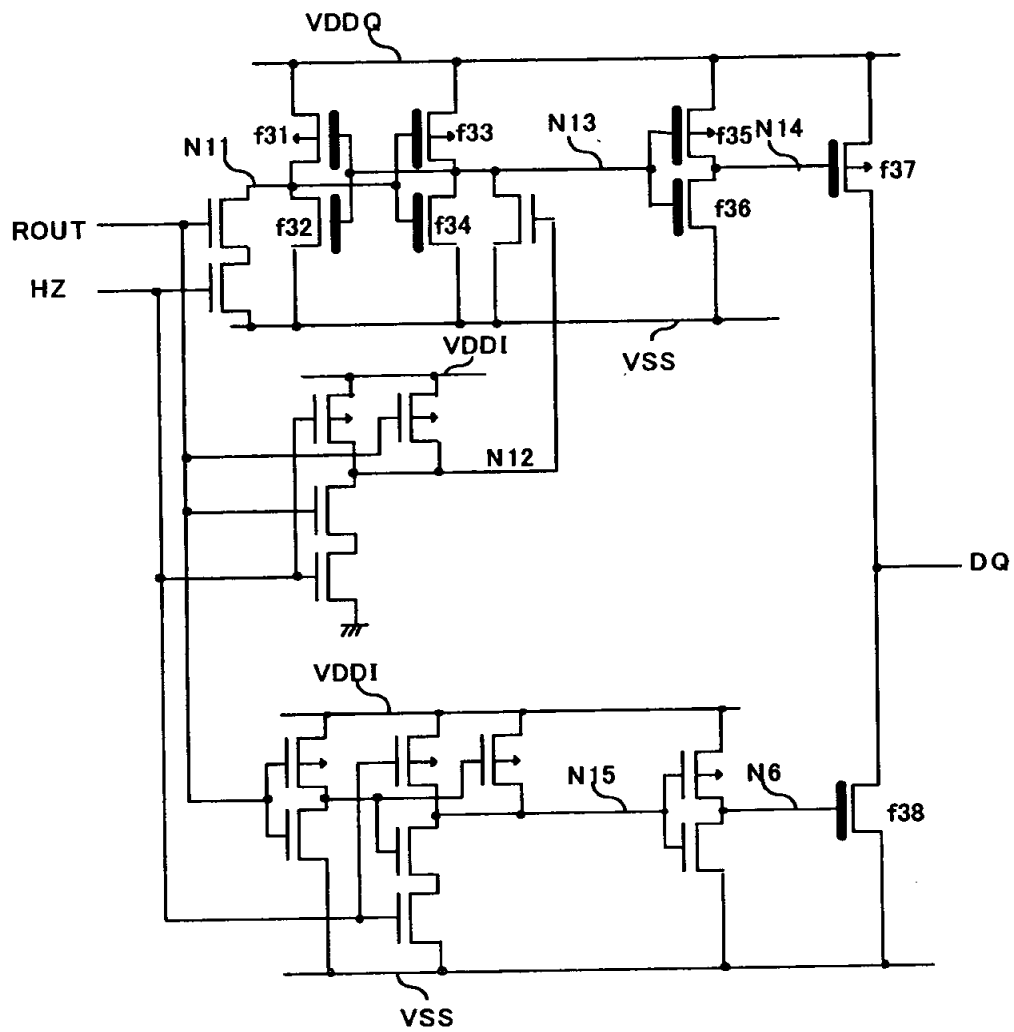 VDDQ
f31
f33
N13
f35
N14
N11
f37
ROUT
f32
f34
f36
HZ
VDDI
VSS
N12
DQ
VDDI
N15
N6
f38
VSS